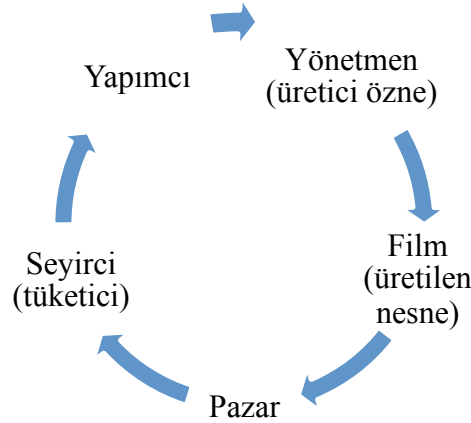 Yapımcı
Yönetmen
(üretici özne)
Film
(üretilen
nesne)
Pazar
Seyirci
(tüketici)